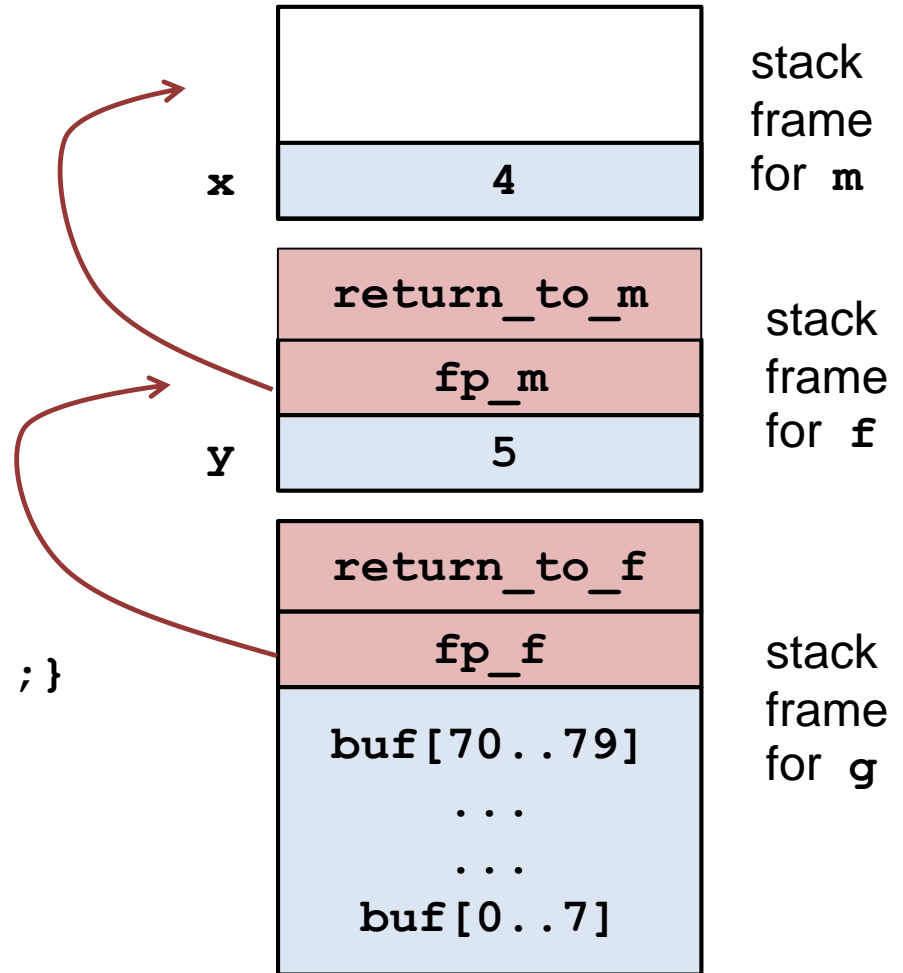 stack
frame
for m
x
4
return_to_m
fp_m
y
5
stack
frame
for f
return_to_f
fp_f
;}
buf[70..79]
...
...
buf[0..7]
stack
frame
for g